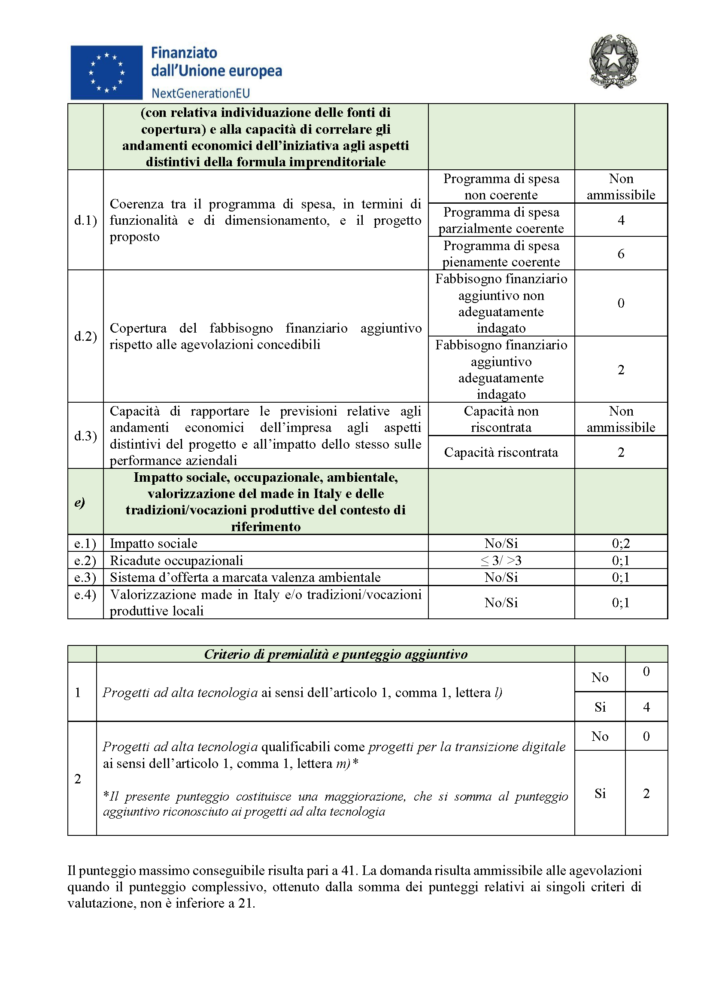 Finanziato
dall'Unione europea
NextGenerationEU
REPVBBLICA ITALIANA
(con relativa individuazione delle fonti di
copertura) e alla capacità di correlare gli
andamenti economici dell'iniziativa agli aspetti
distintivi della formula imprenditoriale
d.1)
Coerenza tra il programma di spesa, in termini di
funzionalità e di dimensionamento, e il progetto
proposto
Programma di spesa
non coerente
Non
ammissibile
Programma di spesa
parzialmente coerente
4
Programma di spesa
pienamente coerente
6
d.2)
Copertura del fabbisogno finanziario aggiuntivo
rispetto alle agevolazioni concedibili
Fabbisogno finanziario
aggiuntivo non
adeguatamente
indagato
0
Fabbisogno finanziario
aggiuntivo
adeguatamente
indagato
2
d.3)
Capacità di rapportare le previsioni relative agli
andamenti economici dell'impresa agli aspetti
distintivi del progetto e all'impatto dello stesso sulle
performance aziendali
Capacità non
riscontrata
Non
ammissibile
Capacità riscontrata
2
e)
Impatto sociale, occupazionale, ambientale,
valorizzazione del made in Italy e delle
tradizioni/vocazioni produttive del contesto di
riferimento
e.1) Impatto sociale No/Si 0;2
e.2) Ricadute occupazionali ≤ 3/ >3 0;1
e.3) Sistema d'offerta a marcata valenza ambientale No/Si 0;1
e.4) Valorizzazione made in Italy e/o tradizioni/vocazioni
produttive locali
No/Si 0;1
Criterio di premialità e punteggio aggiuntivo
1
Progetti ad alta tecnologia ai sensi dell'articolo 1, comma 1, lettera l)
No 0
Si 4
2
Progetti ad alta tecnologia qualificabili come progetti per la transizione digitale
ai sensi dell'articolo 1, comma 1, lettera m)*
*Il presente punteggio costituisce una maggiorazione, che si somma al punteggio
aggiuntivo riconosciuto ai progetti ad alta tecnologia
No 0
Si 2
Il punteggio massimo conseguibile risulta pari a 41. La domanda risulta ammissibile alle agevolazioni
quando il punteggio complessivo, ottenuto dalla somma dei punteggi relativi ai singoli criteri di
valutazione, non è inferiore a 21.